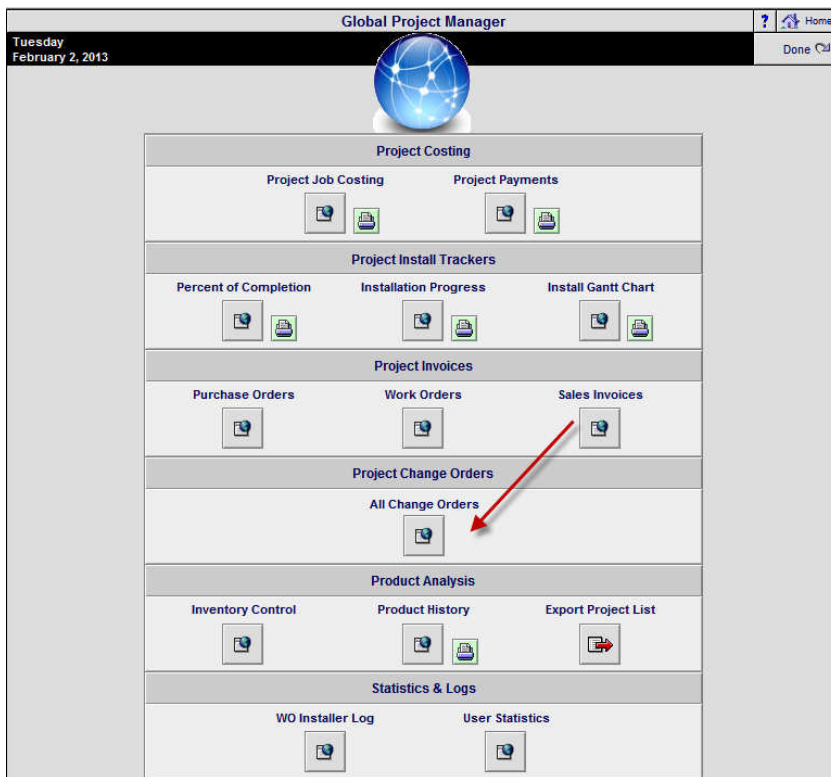 Global Project Manager
? Home
Tuesday
February 2, 2013
Done
Project Costing
Project Job Costing Project Payments
Project Install Trackers
Percent of Completion Installation Progress Install Gantt Chart
Project Invoices
Purchase Orders Work Orders Sales Invoices
Project Change Orders
All Change Orders
Product Analysis
Inventory Control Product History Export Project List
Statistics & Logs
WO Installer Log User Statistics